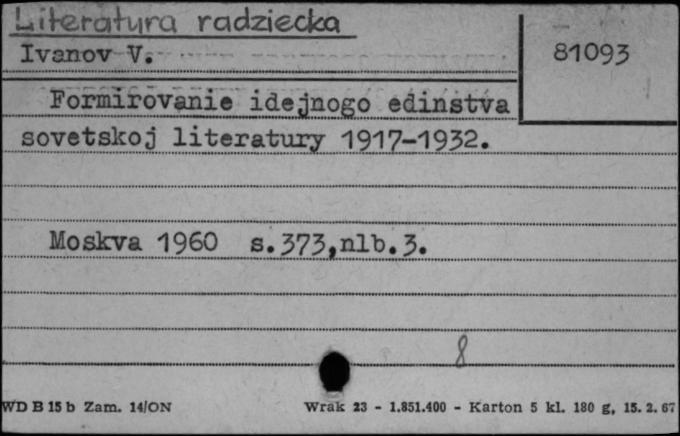 Literatura radziecka
Ivanov V.
81093
Formirovanie idejnogo edinstva
sovetskoj literatury 1917-1932.
Moskva 1960 s.373,nlb.3.
8
WD B 15 b Zam. 14/ON
Wrak 23 - 1.851.400 - Karton 5 kl. 180 g, 15. 2. 67